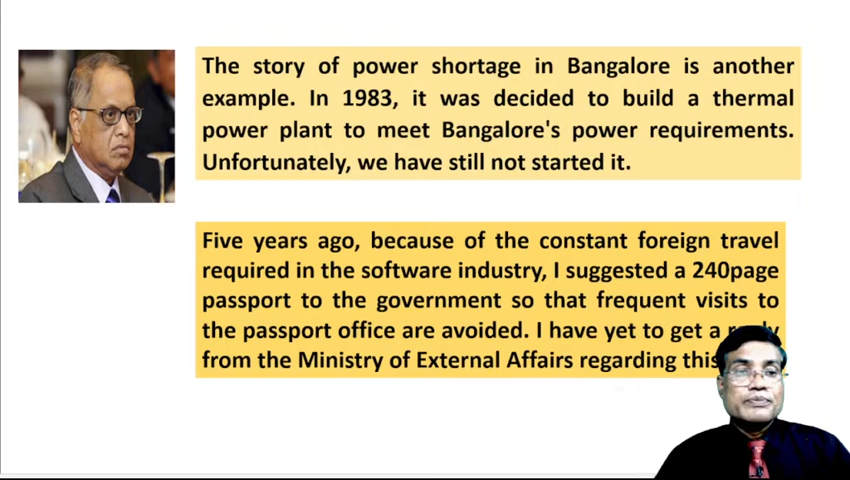 The story of power shortage in Bangalore is another
example. In 1983, it was decided to build a thermal
power plant to meet Bangalore's power requirements.
Unfortunately, we have still not started it.
Five years ago, because of the constant foreign travel
required in the software industry, I suggested a 240page
passport to the government so that frequent visits to
the passport office are avoided. I have yet to get a
from the Ministry of External Affairs regarding this